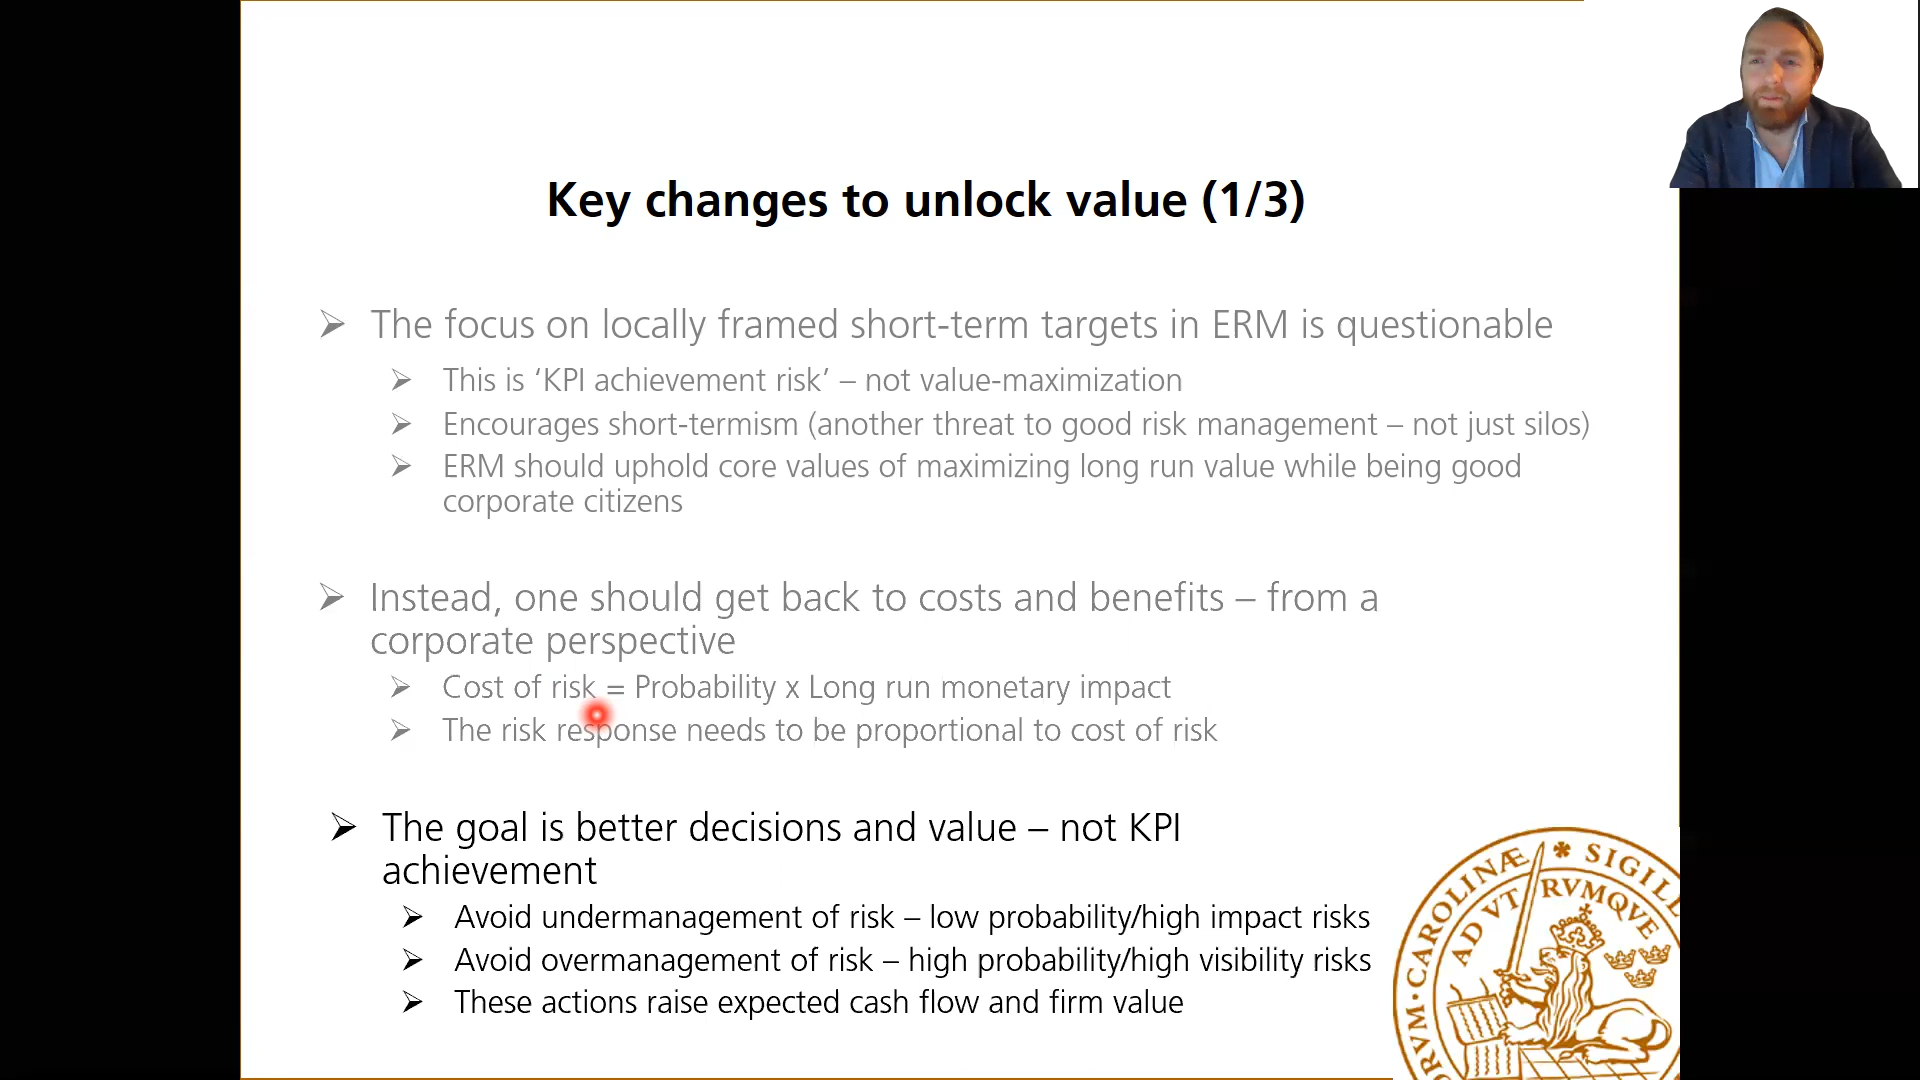 Key changes to unlock value (1/3)
The focus on locally framed short-term targets in ERM is questionable
This is ‘KPI achievement risk’ – not value-maximization
Encourages short-termism (another threat to good risk management – not just silos)
ERM should uphold core values of maximizing long run value while being good
corporate citizens
Instead, one should get back to costs and benefits – from a
corporate perspective
Cost of risk = Probability x Long run monetary impact
The risk response needs to be proportional to cost of risk
The goal is better decisions and value – not KPI
achievement
Avoid undermanagement of risk – low probability/high impact risks
Avoid overmanagement of risk – high probability/high visibility risks
These actions raise expected cash flow and firm value
RVM · CAROLINÆ * SIGILL
AD VTRVMQVE